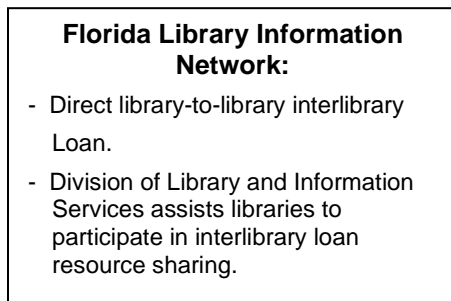 Florida Library Information
Network:
- Direct library-to-library interlibrary
Loan.
- Division of Library and Information
Services assists libraries to
participate in interlibrary loan
resource sharing.